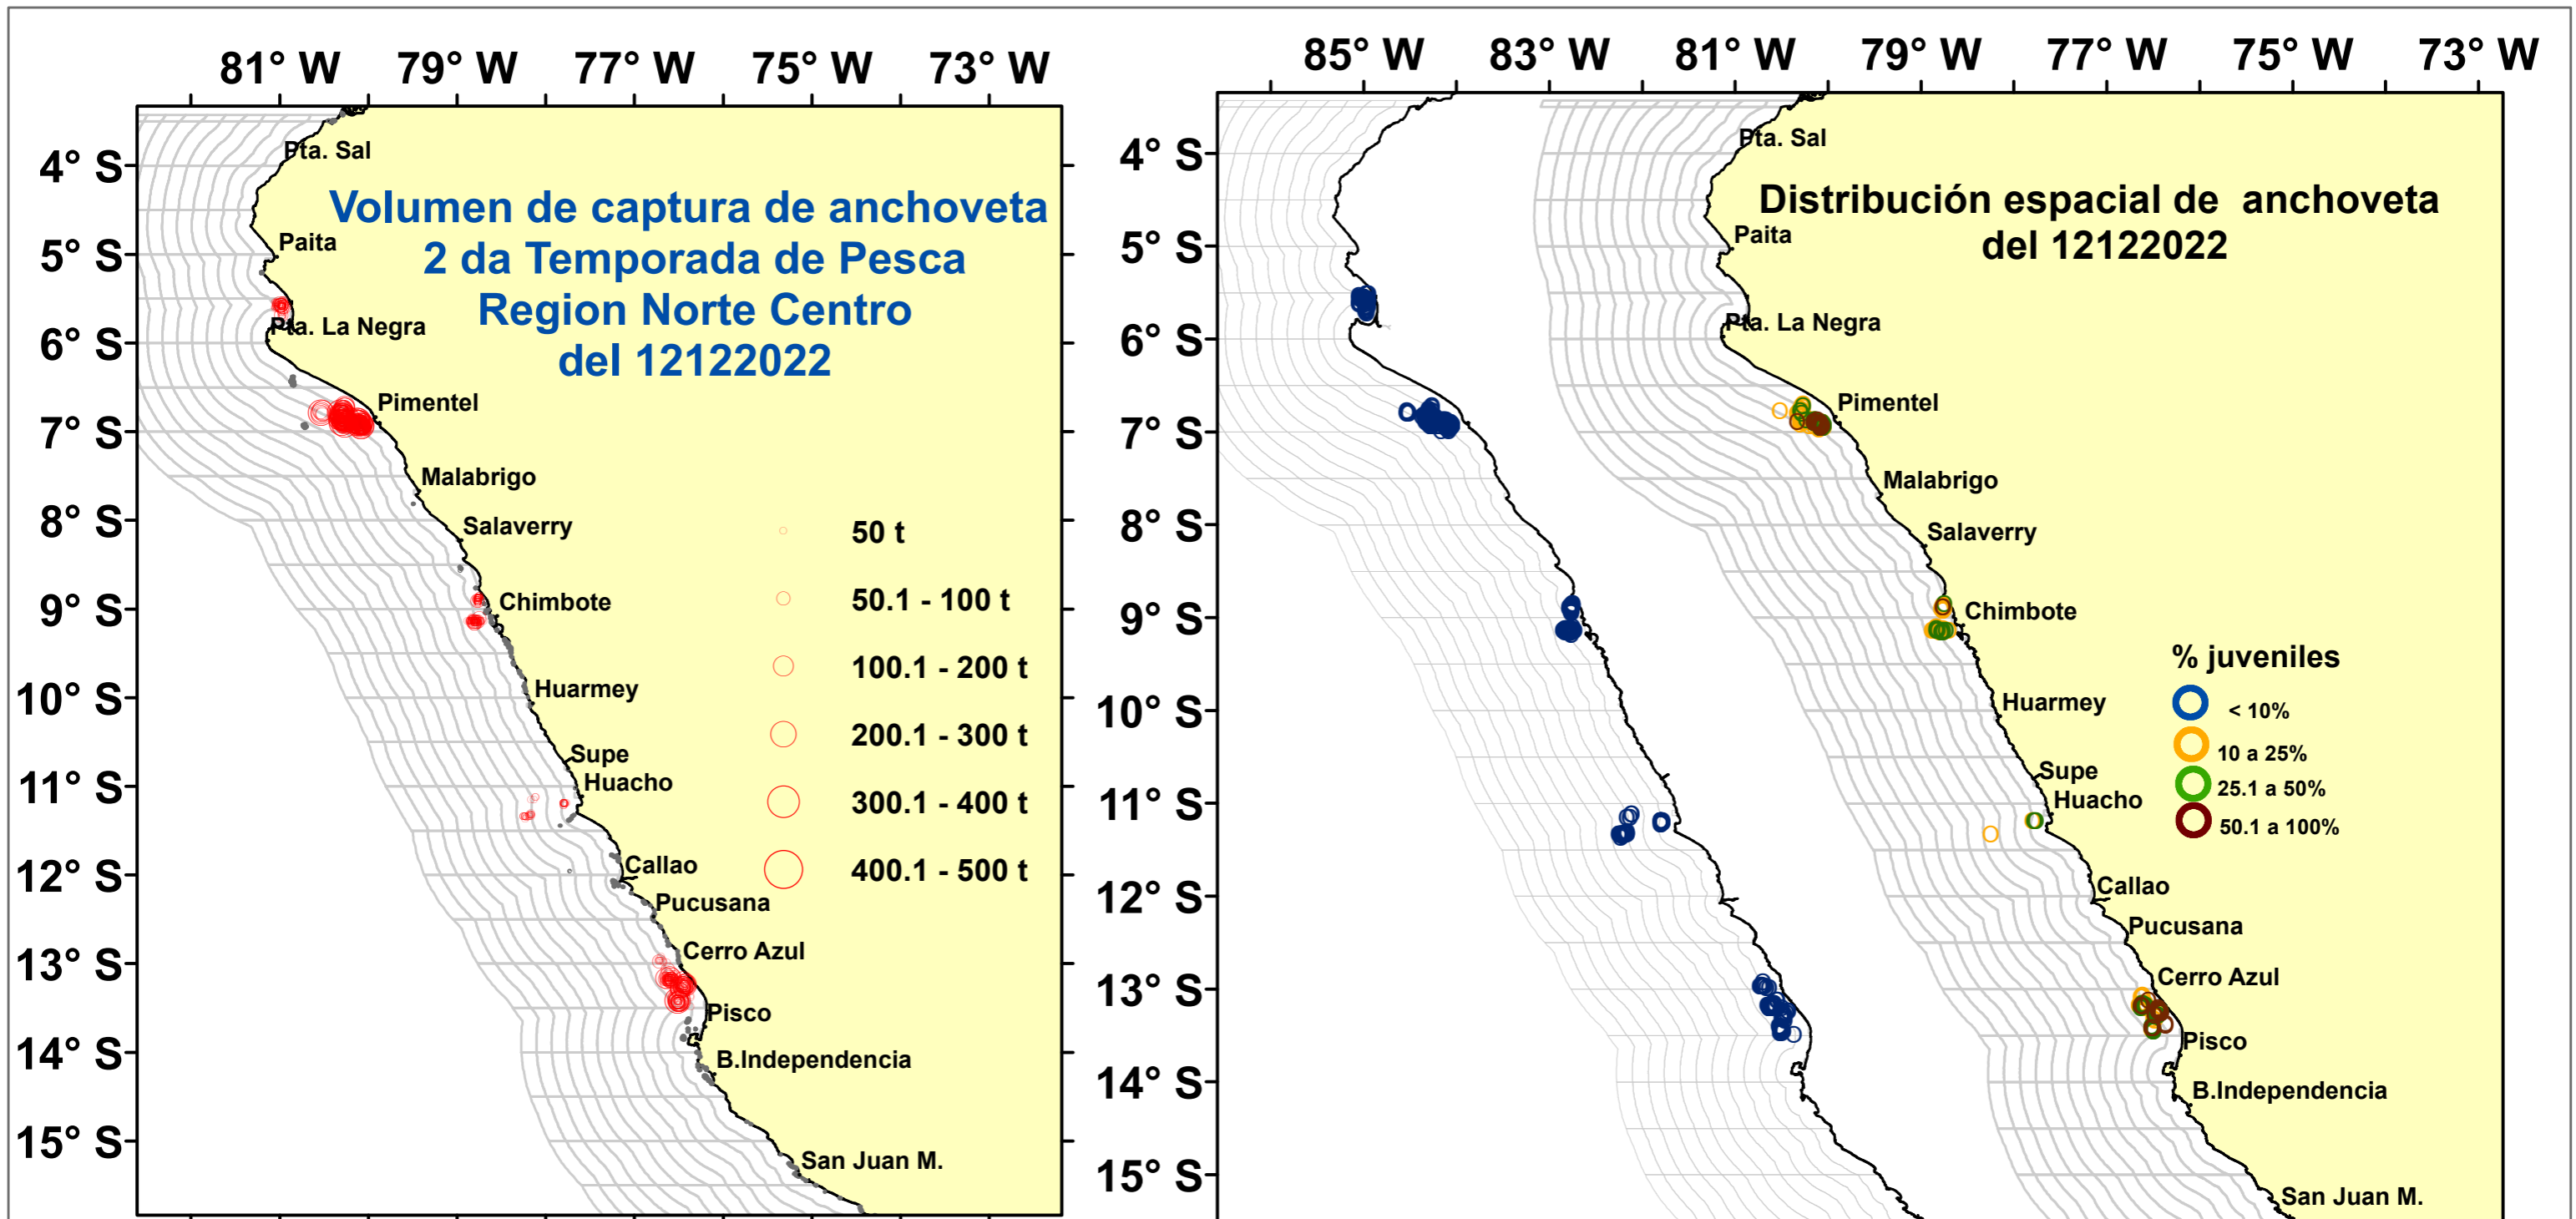 81° W 79° W 77° W 75° W 73° W
4° S
5° S
6° S
7° S
8° S
9° S
10° S
11° S
12° S
13° S
14° S
15° S
Volumen de captura de anchoveta
2 da Temporada de Pesca
Region Norte Centro
del 12122022
Pta. Sal
Paita
Pta. La Negra
Pimentel
Malabrigo
Salaverry
Chimbote
Huarmey
Supe
Huacho
Callao
Pucusana
Cerro Azul
Pisco
B.Independencia
San Juan M.
50 t
50.1 - 100 t
100.1 - 200 t
200.1 - 300 t
300.1 - 400 t
400.1 - 500 t
85° W 83° W 81° W 79° W 77° W 75° W 73° W
4° S
5° S
6° S
7° S
8° S
9° S
10° S
11° S
12° S
13° S
14° S
15° S
Distribución espacial de anchoveta
del 12122022
Pta. Sal
Paita
Pta. La Negra
Pimentel
Malabrigo
Salaverry
Chimbote
Huarmey
Supe
Huacho
Callao
Pucusana
Cerro Azul
Pisco
B.Independencia
San Juan M.
% juveniles
< 10%
10 a 25%
25.1 a 50%
50.1 a 100%